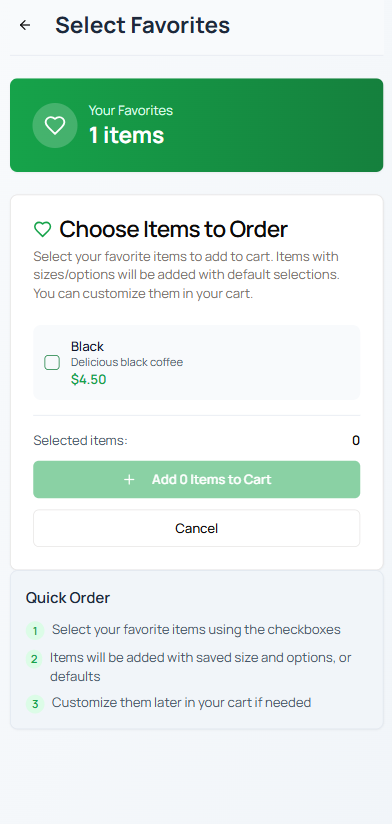 Select Favorites
Your Favorites
1 items
Choose Items to Order
Select your favorite items to add to cart. Items with
sizes/options will be added with default selections.
You can customize them in your cart.
Black
Delicious black coffee
$4.50
Selected items: 0
Add 0 Items to Cart
Cancel
Quick Order
1 Select your favorite items using the checkboxes
2 Items will be added with saved size and options, or
defaults
3 Customize them later in your cart if needed